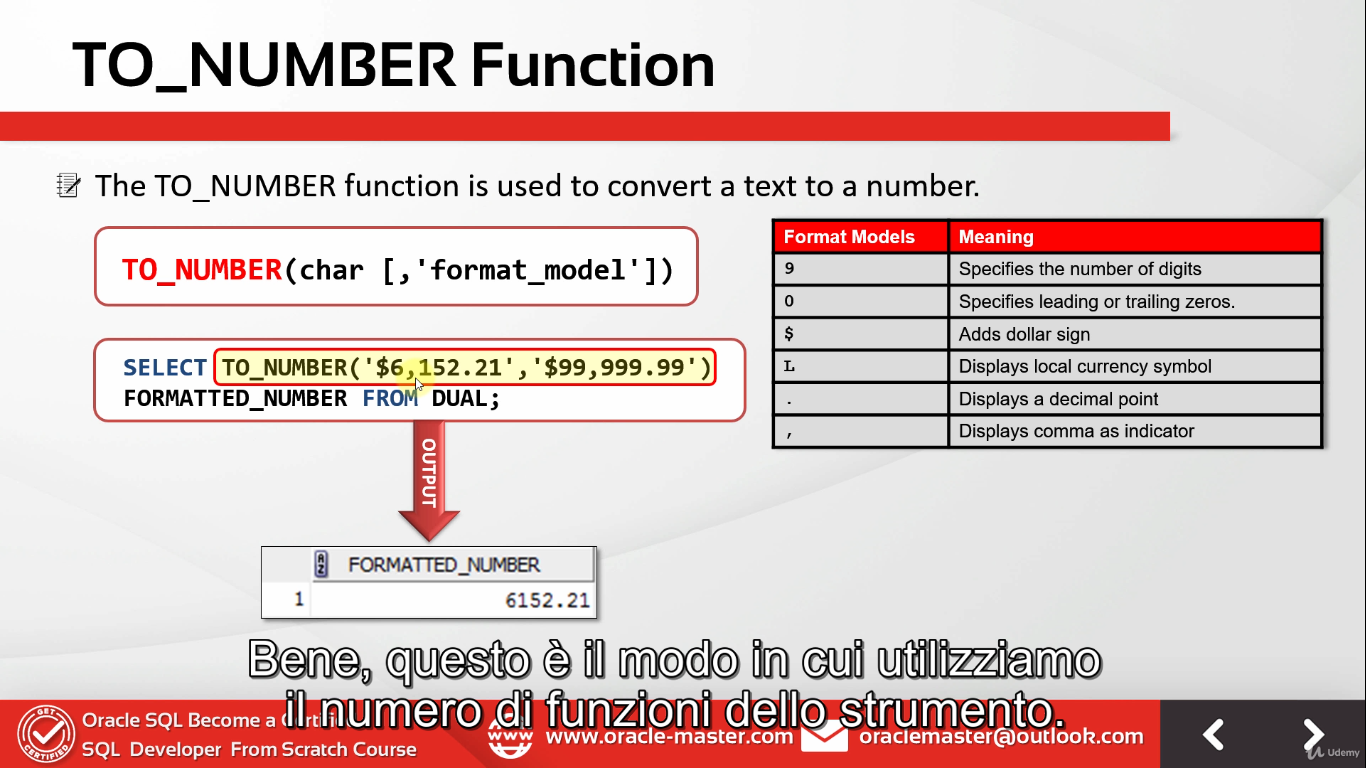 TO_NUMBER Function
The TO_NUMBER function is used to convert a text to a number.
TO_NUMBER(char [,'format_model'])
SELECT TO_NUMBER('$6,152.21','$99,999.99')
FORMATTED_NUMBER FROM DUAL;
OUTPUT
FORMATTED_NUMBER
1 6152.21
Format Models Meaning
9 Specifies the number of digits
0 Specifies leading or trailing zeros.
$ Adds dollar sign
L Displays local currency symbol
. Displays a decimal point
, Displays comma as indicator
Bene, questo è il modo in cui utilizziamo
il numero di funzioni dello strumento.
GET CERTIFIED
Oracle SQL Become a
SQL Developer From Scratch Course
www.oracle-master.com
oraclemaster@outlook.com
Udemy